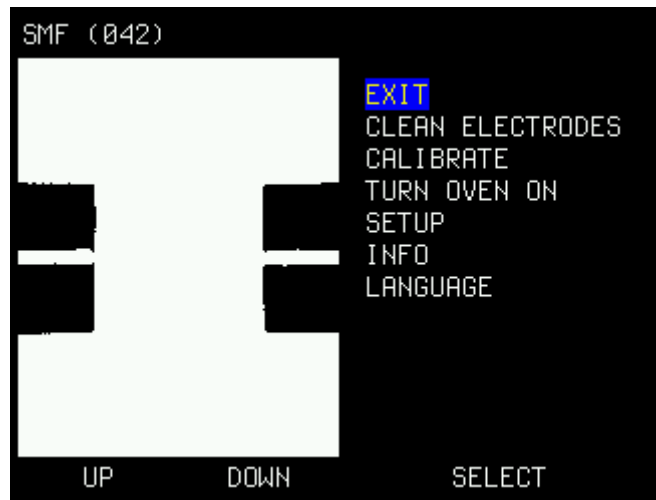 SMF (042)
EXIT
CLEAN ELECTRODES
CALIBRATE
TURN OVEN ON
SETUP
INFO
LANGUAGE
UP DOWN SELECT